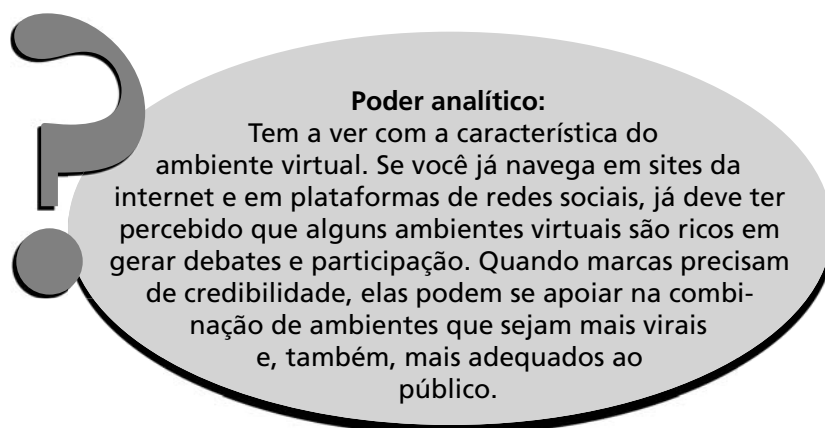 Poder analítico:
Tem a ver com a característica do
ambiente virtual. Se você já navega em sites da
internet e em plataformas de redes sociais, já deve ter
percebido que alguns ambientes virtuais são ricos em
gerar debates e participação. Quando marcas precisam
de credibilidade, elas podem se apoiar na combi-
nação de ambientes que sejam mais virais
e, também, mais adequados ao
público.